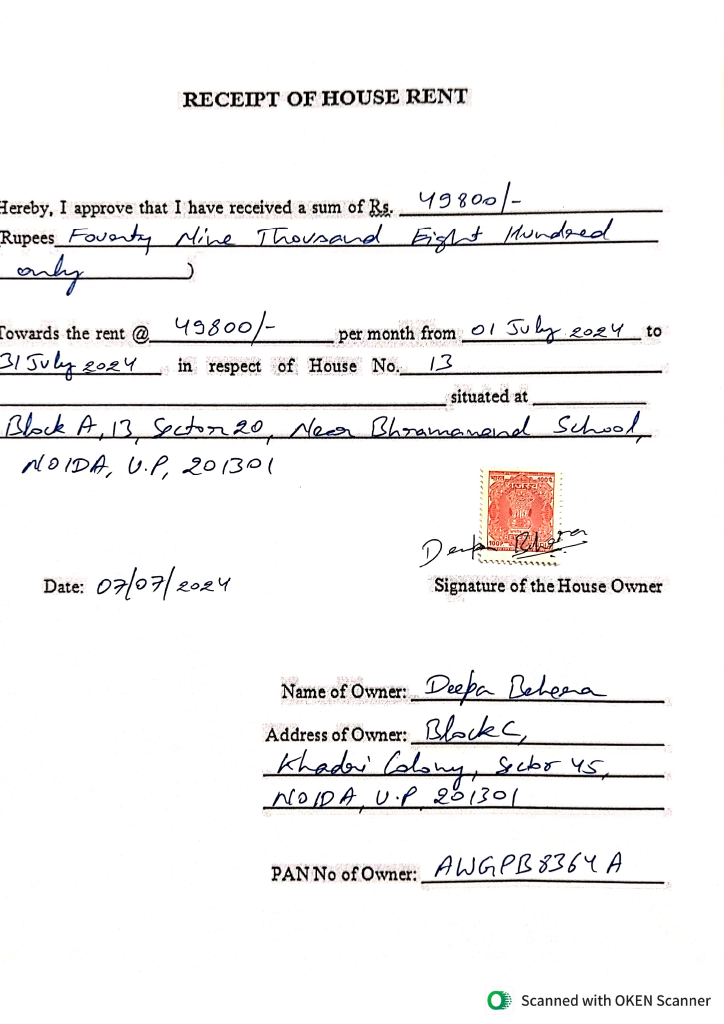 RECEIPT OF HOUSE RENT
Hereby, I approve that I have received a sum of Rs. 49800/-
Rupees Fourty Nine Thousand Eight Hundred
only )
Towards the rent @ 49800/- per month from 01 July 2024 to
31 July 2024 in respect of House No. 13
situated at
Block A, 13, Sector 20, Near Bhramanand School,
NOIDA, U.P, 201301
भारत 100p
राजस्व
100p
Deepa Behera
Date: 07/07/2024 Signature of the House Owner
Name of Owner: Deepa Behera
Address of Owner: Block C,
Khadri Colony, Sector 45,
NOIDA, U.P 201301
PAN No of Owner: AWGPB8364A
Scanned with OKEN Scanner